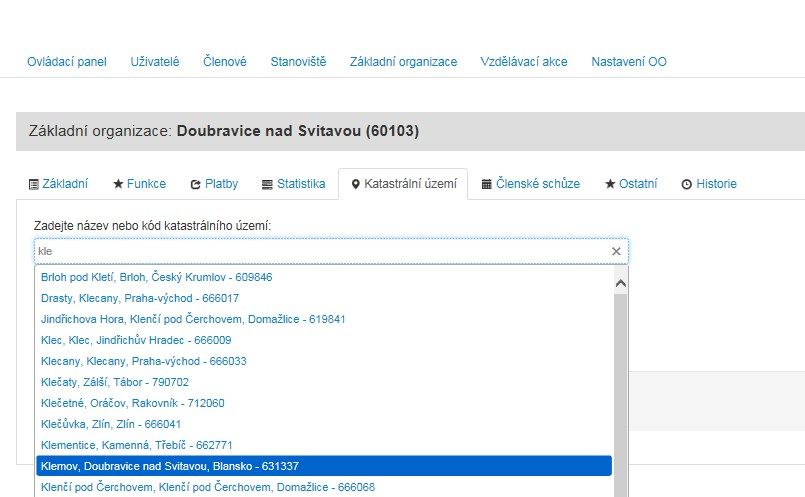 Ovládací panel Uživatelé Členové Stanoviště Základní organizace Vzdělávací akce Nastavení OO
Základní organizace: Doubravice nad Svitavou (60103)
Základní Funkce Platby Statistika Katastrální území Členské schůze Ostatní Historie
Zadejte název nebo kód katastrálního území:
kle
Brloh pod Kletí, Brloh, Český Krumlov - 609846
Drasty, Klecany, Praha-východ - 666017
Jindřichova Hora, Klenčí pod Čerchovem, Domažlice - 619841
Klec, Klec, Jindřichův Hradec - 666009
Klecany, Klecany, Praha-východ - 666033
Klečaty, Zálší, Tábor - 790702
Klečetné, Oráčov, Rakovník - 712060
Klečůvka, Zlín, Zlín - 666041
Klementice, Kamenná, Třebíč - 662771
Klemov, Doubravice nad Svitavou, Blansko - 631337
Klenčí pod Čerchovem, Klenčí pod Čerchovem, Domažlice - 666068